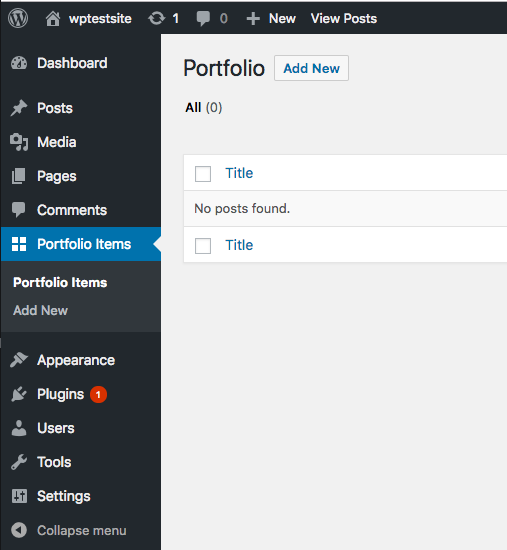 wptestsite 1 0 New View Posts
Dashboard
Posts
Media
Pages
Comments
Portfolio Items
Portfolio Items
Add New
Appearance
Plugins 1
Users
Tools
Settings
Collapse menu
Portfolio Add New
All (0)
Title
No posts found.
Title